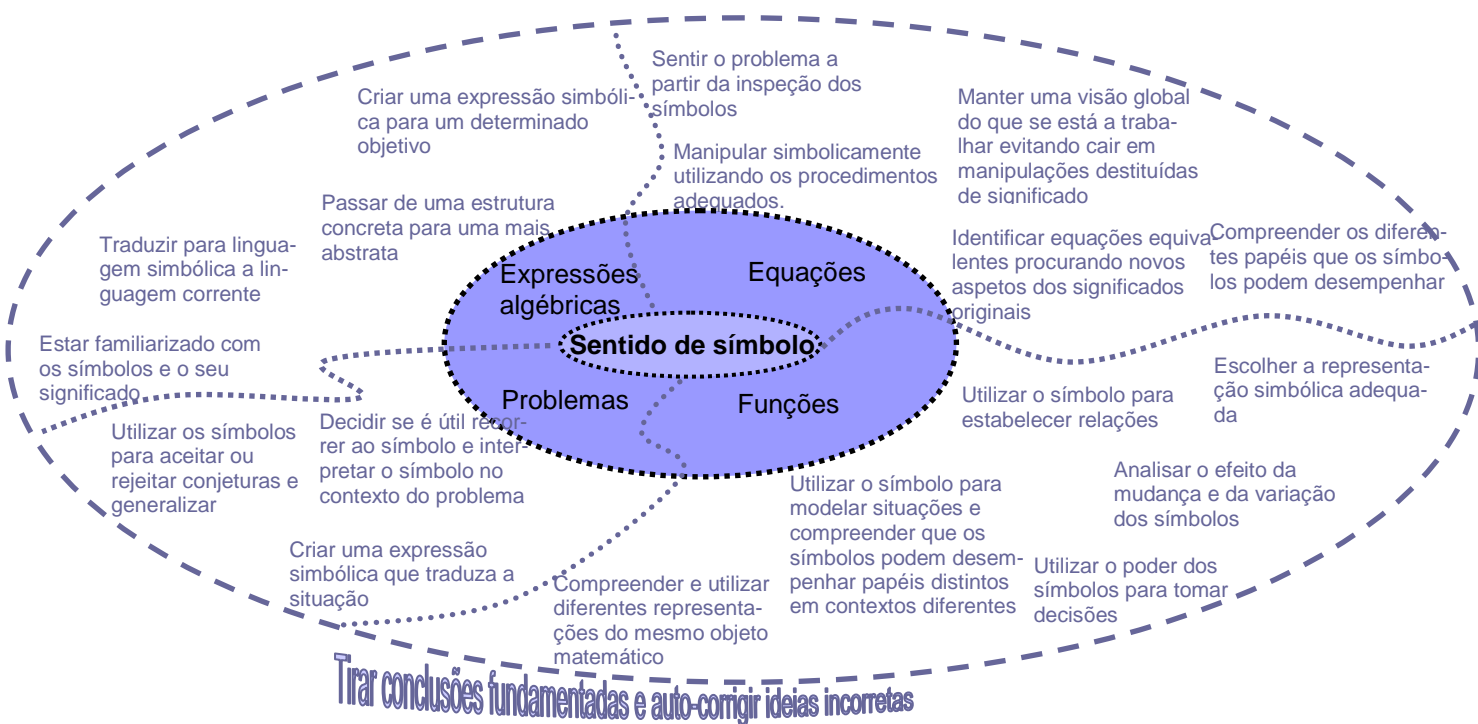 Sentir o problema a
partir da inspeção dos
símbolos
Criar uma expressão simbóli-
ca para um determinado
objetivo
Manter uma visão global
do que se está a traba-
lhar evitando cair em
manipulações destituídas
de significado
Manipular simbolicamente
utilizando os procedimentos
adequados.
Passar de uma estrutura
concreta para uma mais
abstrata
Traduzir para lingua-
gem simbólica a lin-
guagem corrente
Identificar equações equiva-
lentes procurando novos
aspetos dos significados
originais
Compreender os diferen-
tes papéis que os símbo-
los podem desempenhar
Expressões
algébricas
Equações
Sentido de símbolo
Problemas
Funções
Estar familiarizado com
os símbolos e o seu
significado
Escolher a representa-
ção simbólica adequa-
da
Utilizar o símbolo para
estabelecer relações
Utilizar os símbolos
para aceitar ou
rejeitar conjeturas e
generalizar
Decidir se é útil recor-
rer ao símbolo e inter-
pretar o símbolo no
contexto do problema
Utilizar o símbolo para
modelar situações e
compreender que os
símbolos podem desem-
penhar papéis distintos
em contextos diferentes
Analisar o efeito da
mudança e da variação
dos símbolos
Criar uma expressão
simbólica que traduza a
situação
Compreender e utilizar
diferentes representa-
ções do mesmo objeto
matemático
Utilizar o poder dos
símbolos para tomar
decisões
Tirar conclusões fundamentadas e auto-corrigir ideias incorretas